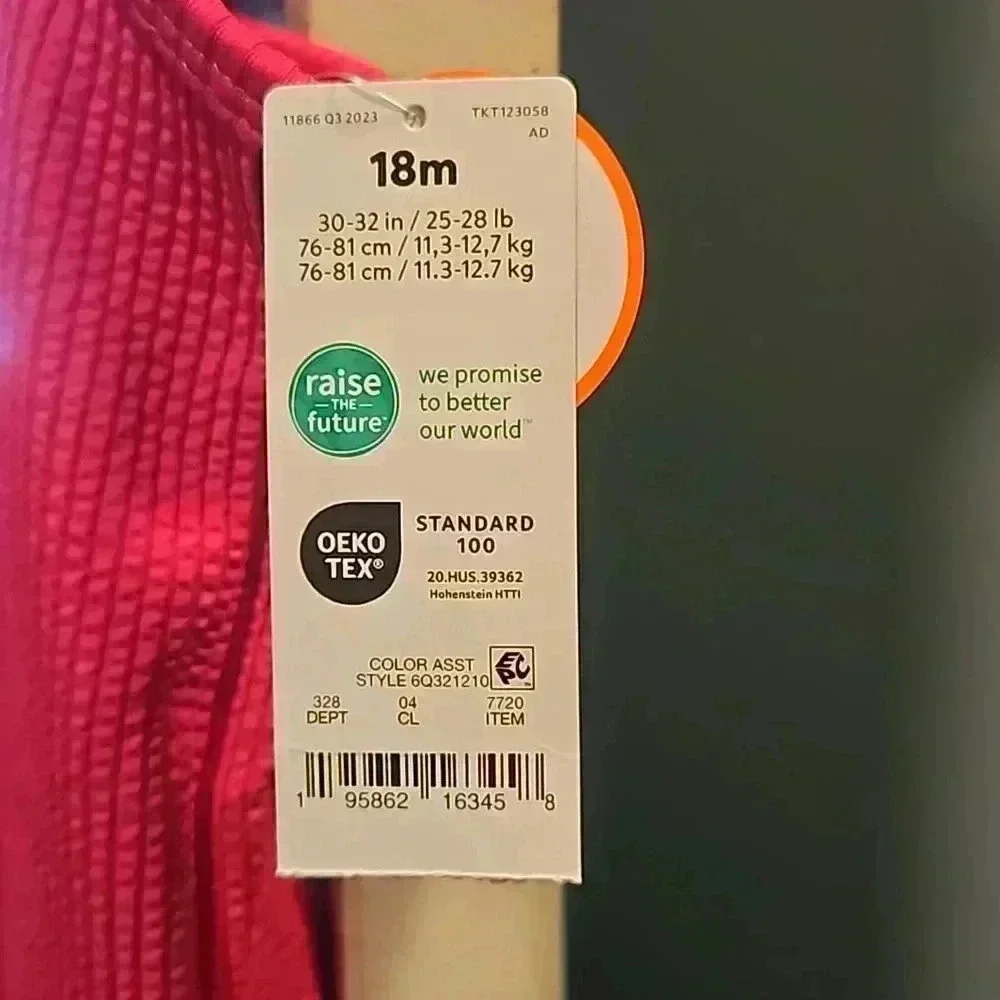 11866 Q3 2023
TKT123058
AD
18m
30-32 in / 25-28 lb
76-81 cm / 11,3-12,7 kg
76-81 cm / 11.3-12.7 kg
raise
THE
future™
we promise
to better
our world™
OEKO
TEX®
STANDARD
100
20.HUS.39362
Hohenstein HTTI
COLOR ASST
STYLE 6Q321210
EPC™
328 04 7720
DEPT CL ITEM
1 95862 16345 8